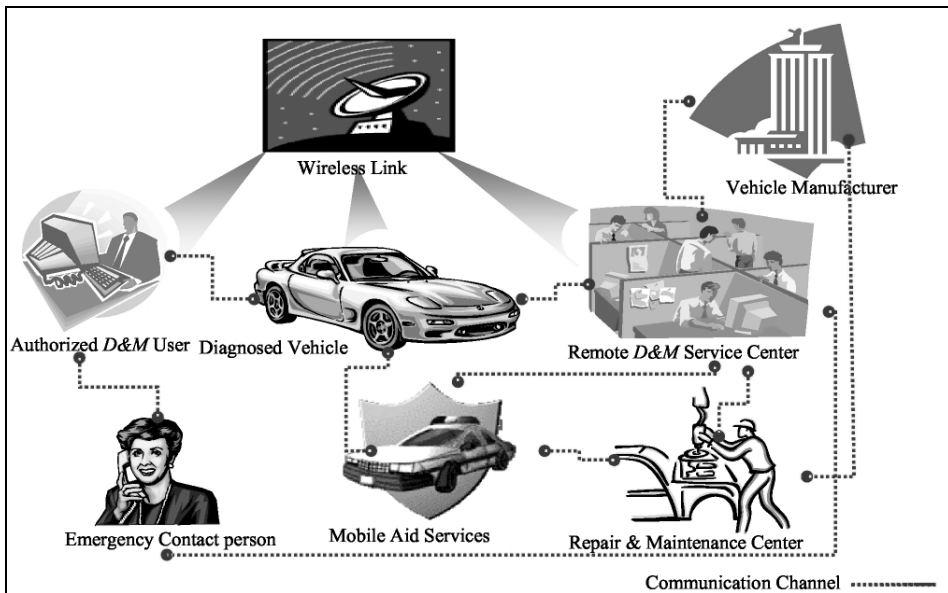 Wireless Link
Vehicle Manufacturer
Authorized D&M User
Diagnosed Vehicle
Remote D&M Service Center
Emergency Contact person
Mobile Aid Services
Repair & Maintenance Center
Communication Channel